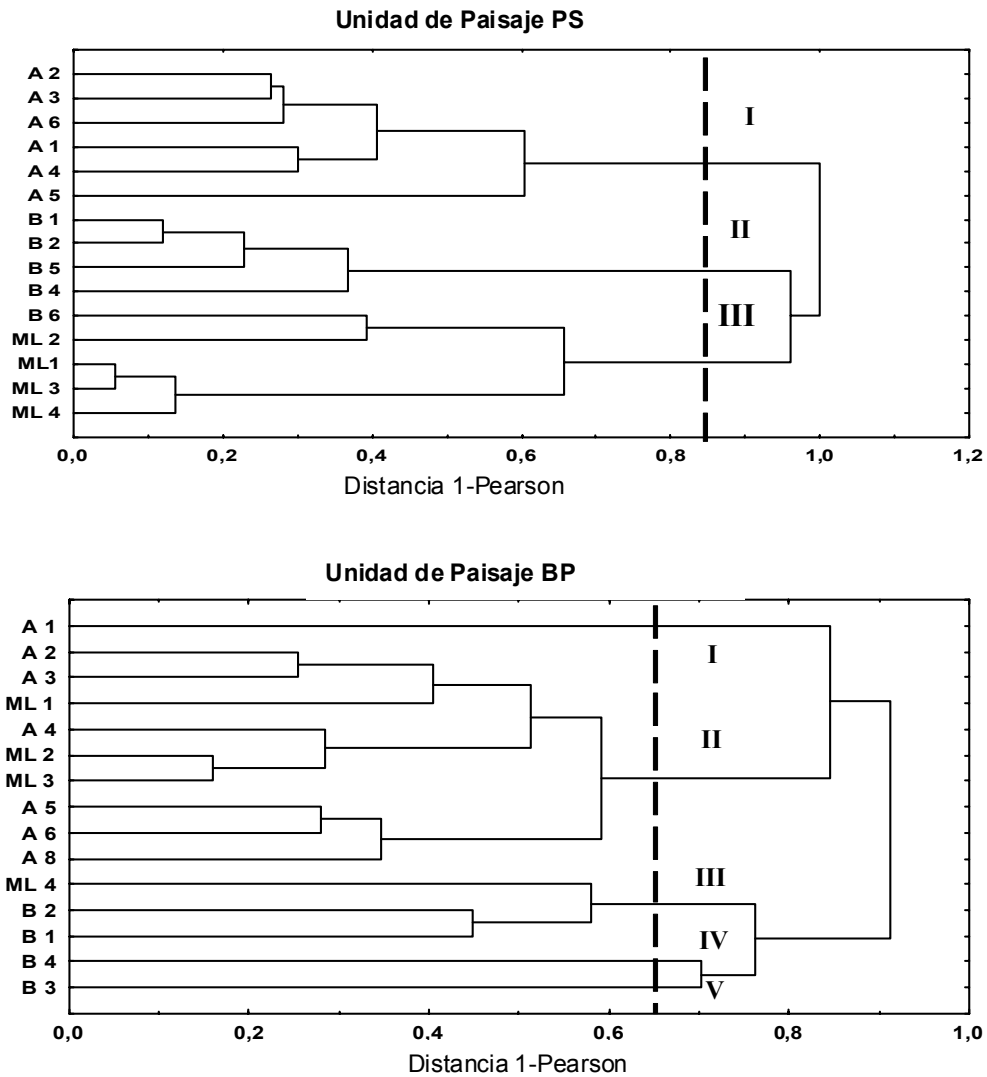 Unidad de Paisaje PS
A 2
A 3
I
A 6
A 1
A 4
A 5
B 1
II
B 2
B 5
B 4
B 6
III
ML 2
ML1
ML 3
ML 4
0,0 0,2 0,4 0,6 0,8 1,0 1,2
Distancia 1-Pearson
Unidad de Paisaje BP
A 1
A 2
I
A 3
ML 1
A 4
II
ML 2
ML 3
A 5
A 6
A 8
ML 4
III
B 2
B 1
IV
B 4
B 3
V
0,0 0,2 0,4 0,6 0,8 1,0
Distancia 1-Pearson